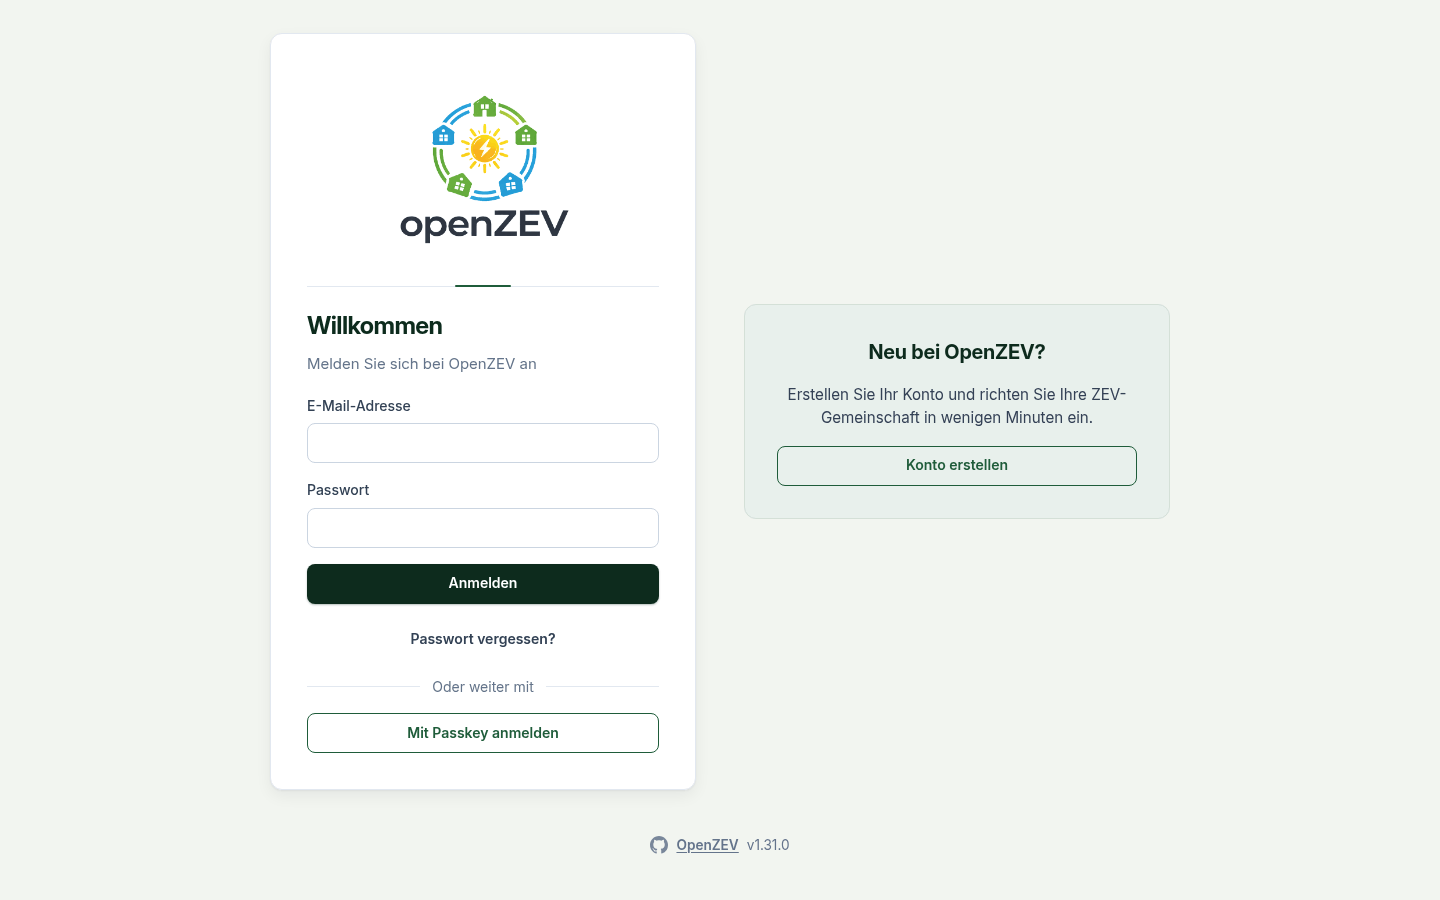 openZEV
Willkommen
Melden Sie sich bei OpenZEV an
E-Mail-Adresse
Passwort
Anmelden
Passwort vergessen?
Oder weiter mit
Mit Passkey anmelden
Neu bei OpenZEV?
Erstellen Sie Ihr Konto und richten Sie Ihre ZEV-
Gemeinschaft in wenigen Minuten ein.
Konto erstellen
OpenZEV v1.31.0